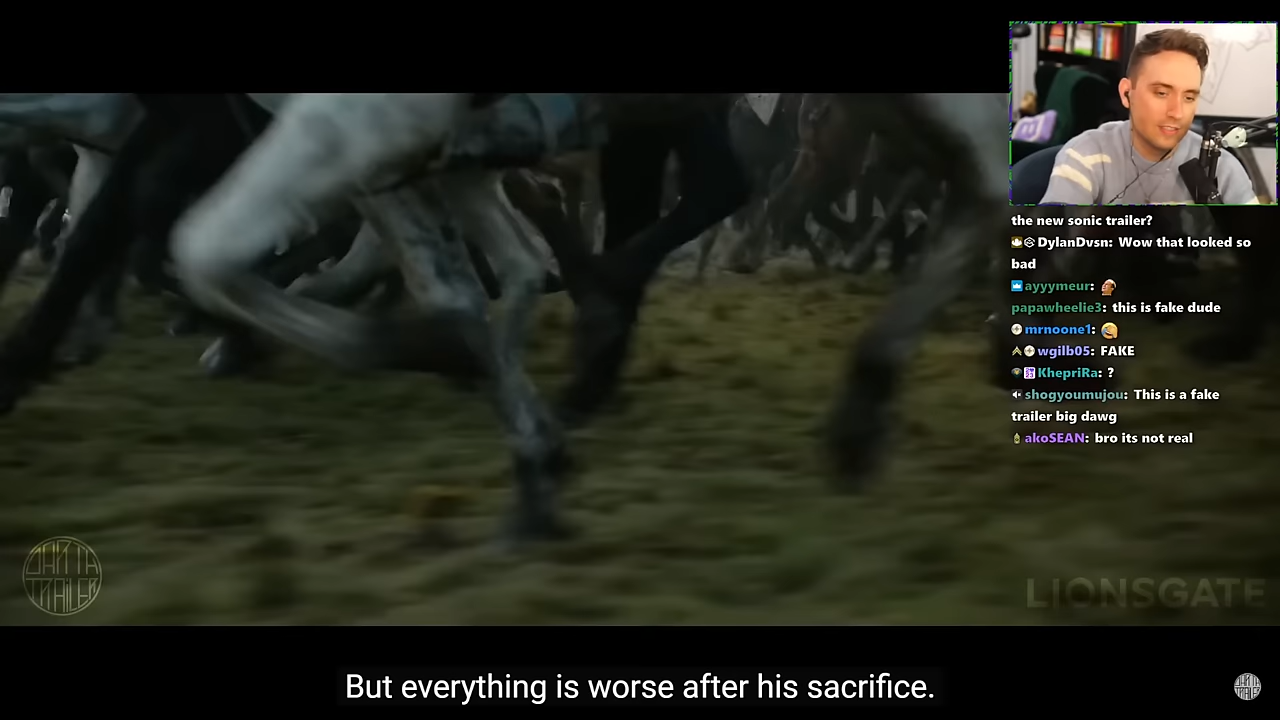 the new sonic trailer?
DylanDvsn: Wow that looked so
bad
ayyymeur:
papawheelie3: this is fake dude
mrnoone1:
wgilb05: FAKE
KhepriRa: ?
shogyoumujou: This is a fake
trailer big dawg
akoSEAN: bro its not real
DARTH
TRAILER
LIONSGATE
But everything is worse after his sacrifice.